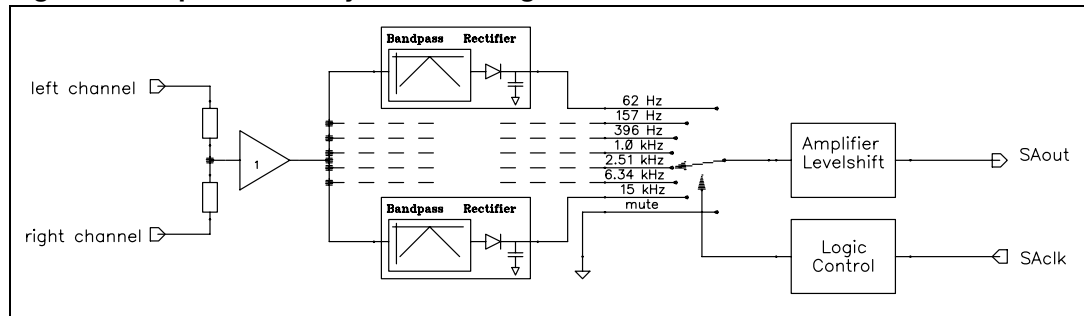 Bandpass Rectifier
left channel
62 Hz
157 Hz
396 Hz
1.0 kHz
2.51 kHz
6.34 kHz
15 kHz
mute
1
Amplifier
Levelshift
SAout
Bandpass Rectifier
right channel
Logic
Control
SAclk